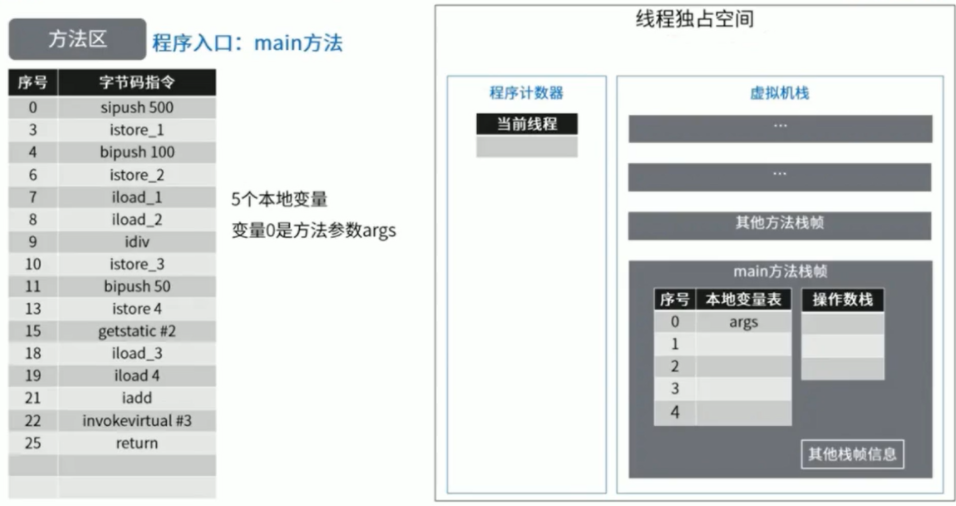 方法区
程序入口：main方法
序号 字节码指令
0 sipush 500
3 istore_1
4 bipush 100
6 istore_2
7 iload_1
8 iload_2
9 idiv
10 istore_3
11 bipush 50
13 istore 4
15 getstatic #2
18 iload_3
19 iload 4
21 iadd
22 invokevirtual #3
25 return
5个本地变量
变量0是方法参数args
线程独占空间
程序计数器
当前线程
虚拟机栈
...
...
其他方法栈帧
main方法栈帧
序号 本地变量表
0 args
1
2
3
4
操作数栈
其他栈帧信息